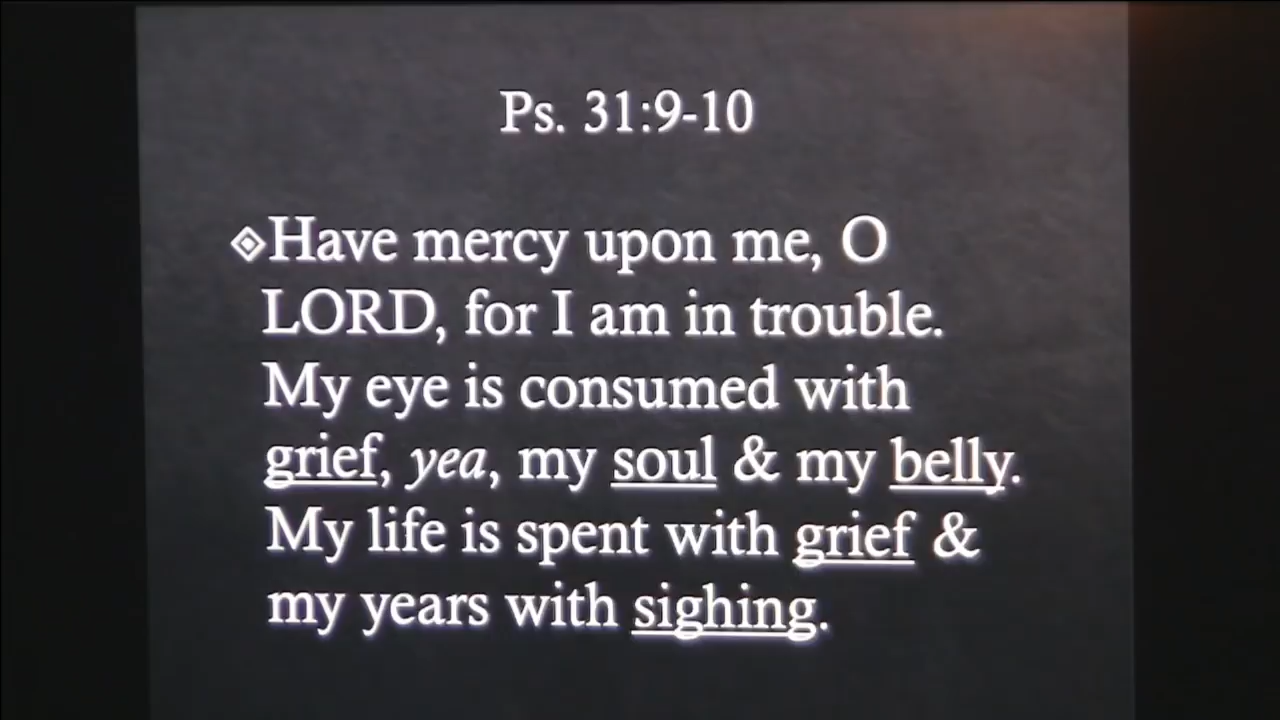 Ps. 31:9-10
Have mercy upon me, O
LORD, for I am in trouble.
My eye is consumed with
grief, yea, my soul & my belly.
My life is spent with grief &
my years with sighing.